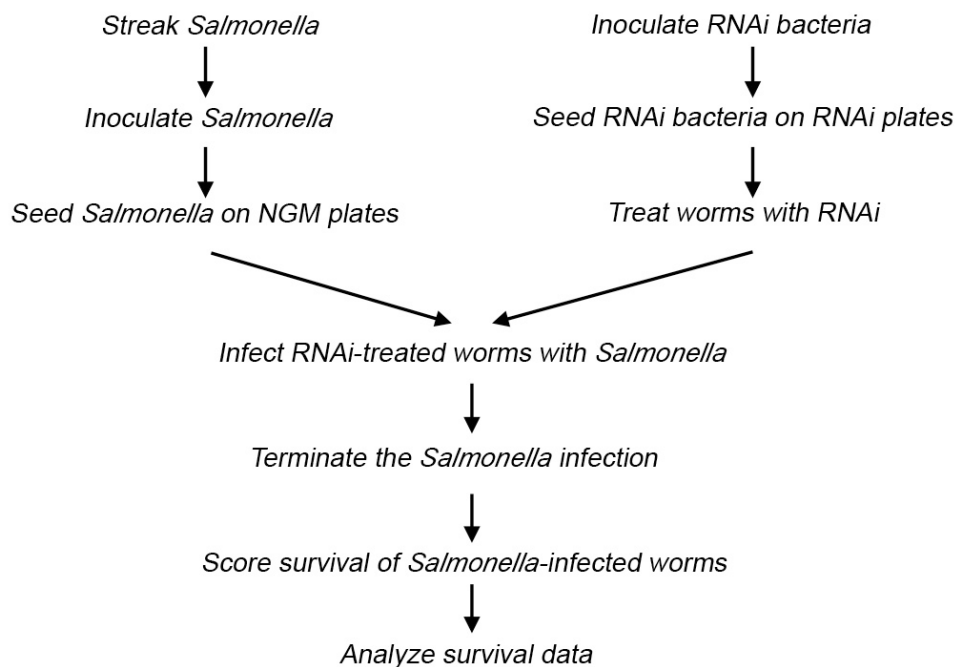 Streak Salmonella
Inoculate RNAi bacteria
Inoculate Salmonella
Seed RNAi bacteria on RNAi plates
Seed Salmonella on NGM plates
Treat worms with RNAi
Infect RNAi-treated worms with Salmonella
Terminate the Salmonella infection
Score survival of Salmonella-infected worms
Analyze survival data